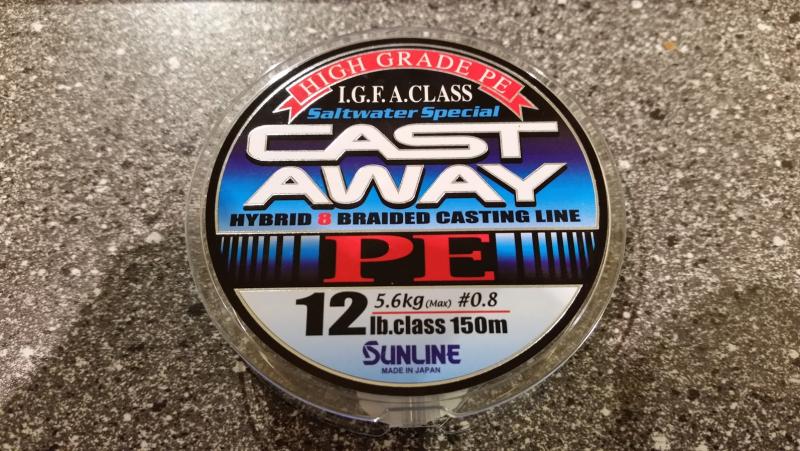 HIGH GRADE PE
I.G.F.A.CLASS
Saltwater Special
CAST
AWAY
HYBRID 8 BRAIDED CASTING LINE
PE
12 5.6kg (Max) #0.8
lb.class 150m
SUNLINE
MADE IN JAPAN